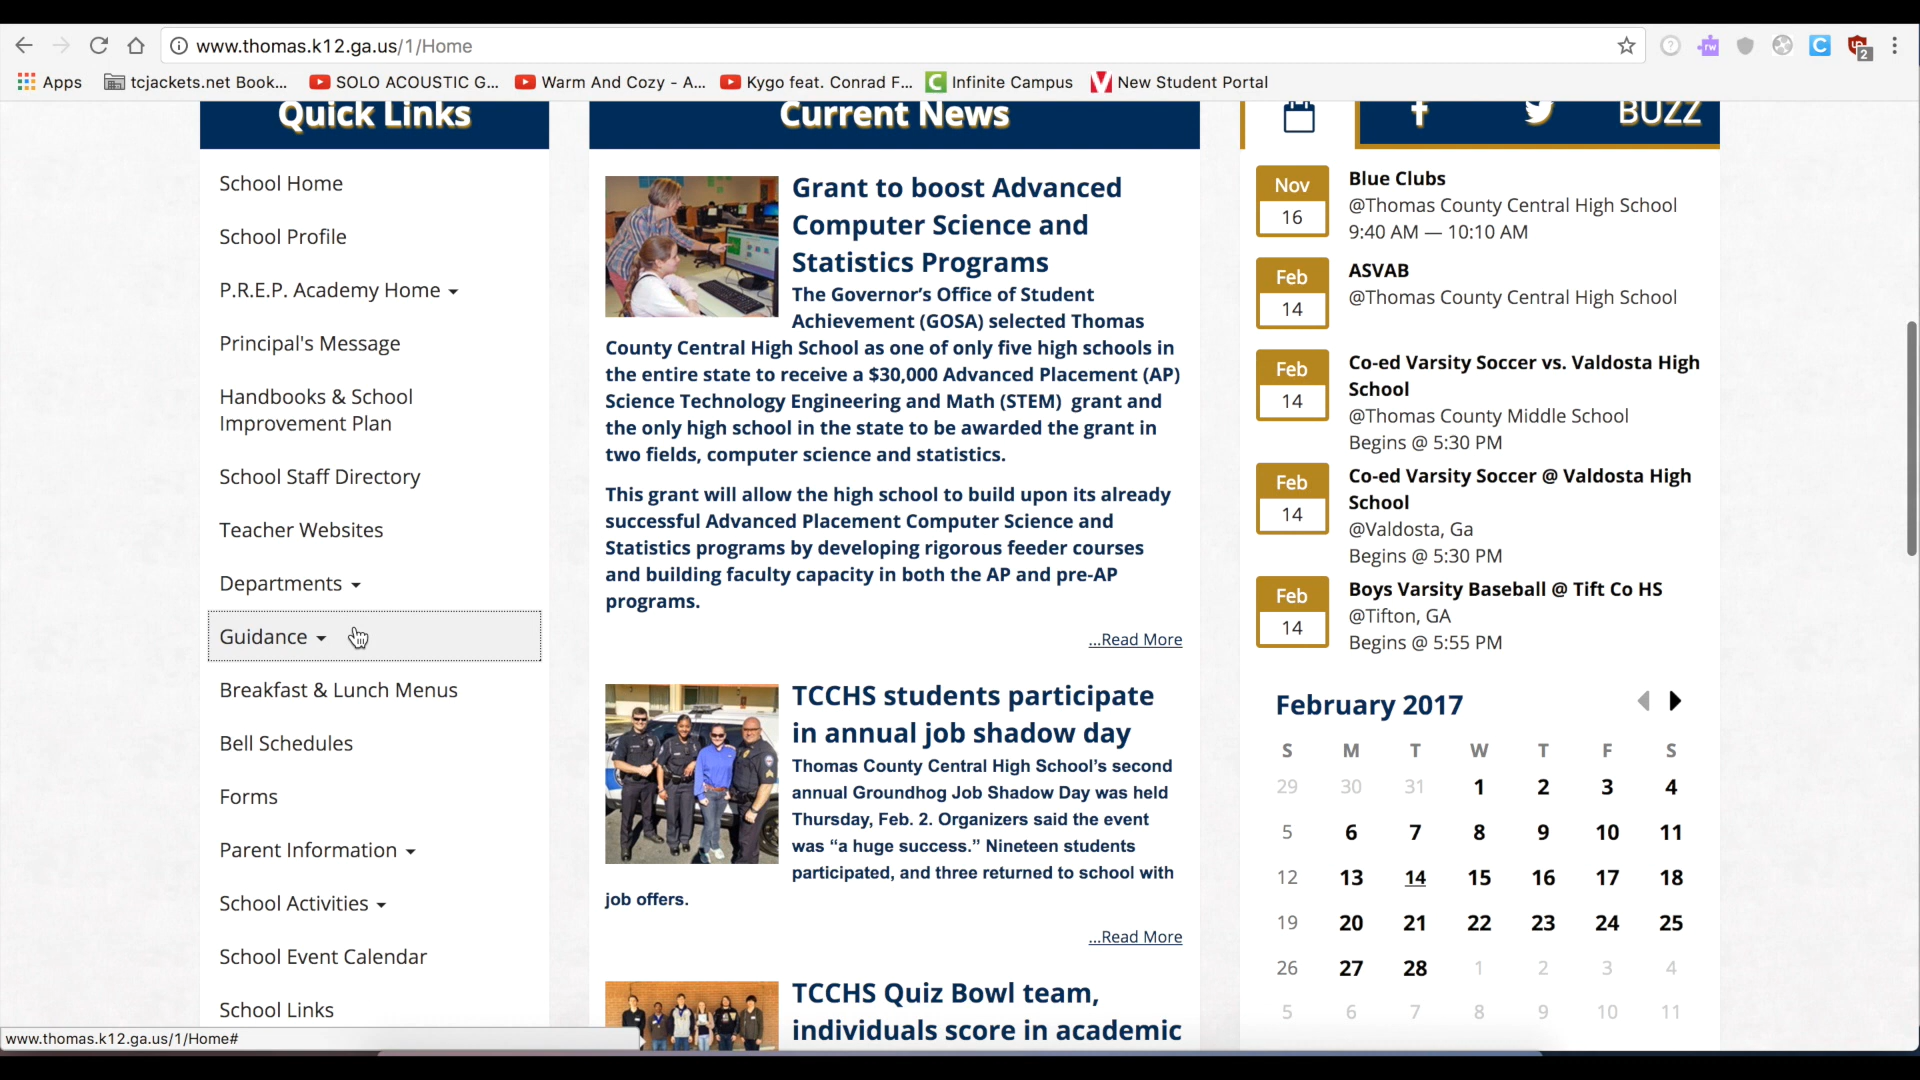 www.thomas.k12.ga.us/1/Home
Apps
tcjackets.net Book...
SOLO ACOUSTIC G...
Warm And Cozy - A...
Kygo feat. Conrad F...
Infinite Campus
New Student Portal
Quick Links
School Home
School Profile
P.R.E.P. Academy Home
Principal's Message
Handbooks & School
Improvement Plan
School Staff Directory
Teacher Websites
Departments
Guidance
Breakfast & Lunch Menus
Bell Schedules
Forms
Parent Information
School Activities
School Event Calendar
School Links
www.thomas.k12.ga.us/1/Home#
Current News
Grant to boost Advanced
Computer Science and
Statistics Programs
The Governor's Office of Student
Achievement (GOSA) selected Thomas
County Central High School as one of only five high schools in
the entire state to receive a $30,000 Advanced Placement (AP)
Science Technology Engineering and Math (STEM) grant and
the only high school in the state to be awarded the grant in
two fields, computer science and statistics.
This grant will allow the high school to build upon its already
successful Advanced Placement Computer Science and
Statistics programs by developing rigorous feeder courses
and building faculty capacity in both the AP and pre-AP
programs.
...Read More
TCCHS students participate
in annual job shadow day
Thomas County Central High School's second
annual Groundhog Job Shadow Day was held
Thursday, Feb. 2. Organizers said the event
was “a huge success.” Nineteen students
participated, and three returned to school with
job offers.
...Read More
TCCHS Quiz Bowl team,
individuals score in academic
BUZZ
Nov
16
Blue Clubs
@Thomas County Central High School
9:40 AM — 10:10 AM
Feb
14
ASVAB
@Thomas County Central High School
Feb
14
Co-ed Varsity Soccer vs. Valdosta High
School
@Thomas County Middle School
Begins @ 5:30 PM
Feb
14
Co-ed Varsity Soccer @ Valdosta High
School
@Valdosta, Ga
Begins @ 5:30 PM
Feb
14
Boys Varsity Baseball @ Tift Co HS
@Tifton, GA
Begins @ 5:55 PM
February 2017
S M T W T F S
29 30 31 1 2 3 4
5 6 7 8 9 10 11
12 13 14 15 16 17 18
19 20 21 22 23 24 25
26 27 28 1 2 3 4
5 6 7 8 9 10 11